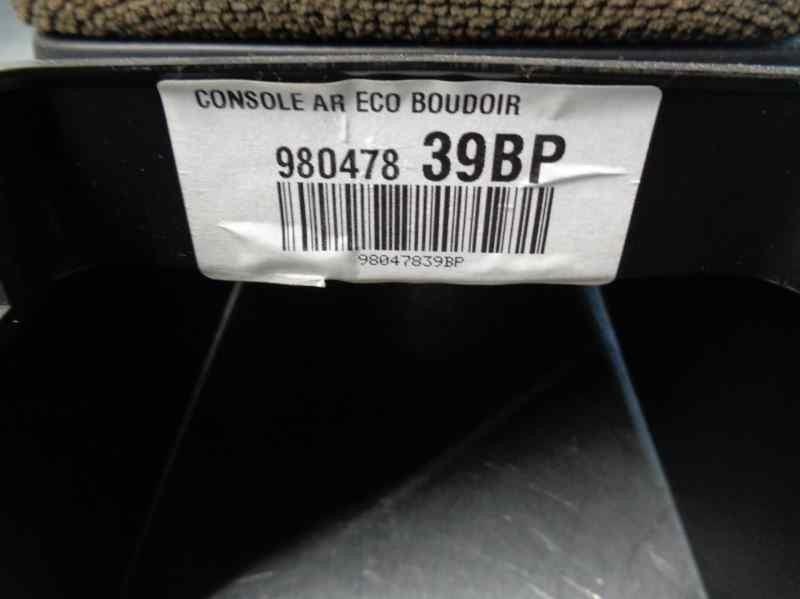 CONSOLE AR ECO BOUDOIR
980478 39BP
98047839BP